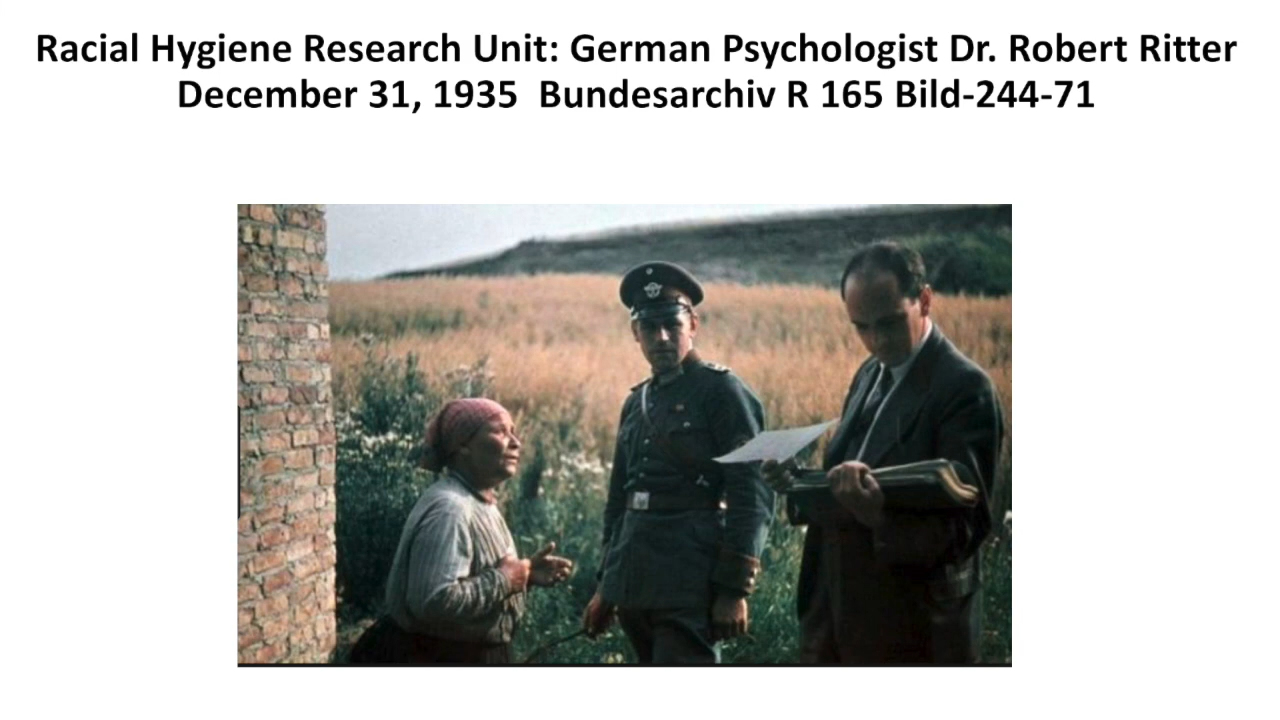 Racial Hygiene Research Unit: German Psychologist Dr. Robert Ritter
December 31, 1935  Bundesarchiv R 165 Bild-244-71